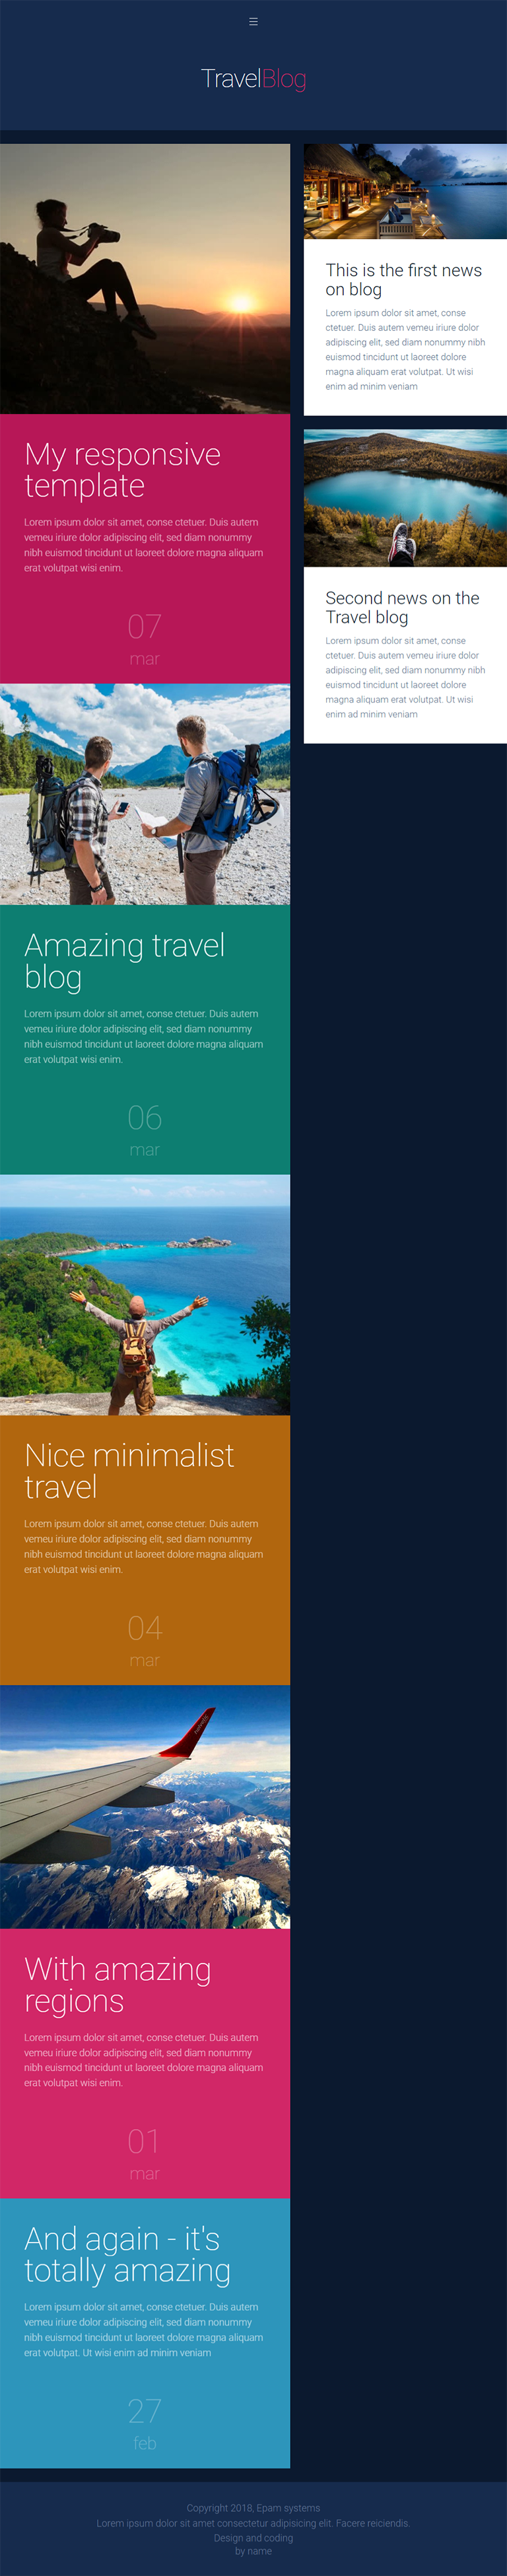 TravelBlog
My responsive
template
Lorem ipsum dolor sit amet, conse ctetuer. Duis autem
vemeu iriure dolor adipiscing elit, sed diam nonummy
nibh euismod tincidunt ut laoreet dolore magna aliquam
erat volutpat wisi enim.
07
mar
Amazing travel
blog
Lorem ipsum dolor sit amet, conse ctetuer. Duis autem
vemeu iriure dolor adipiscing elit, sed diam nonummy
nibh euismod tincidunt ut laoreet dolore magna aliquam
erat volutpat wisi enim.
06
mar
Nice minimalist
travel
Lorem ipsum dolor sit amet, conse ctetuer. Duis autem
vemeu iriure dolor adipiscing elit, sed diam nonummy
nibh euismod tincidunt ut laoreet dolore magna aliquam
erat volutpat wisi enim.
04
mar
With amazing
regions
Lorem ipsum dolor sit amet, conse ctetuer. Duis autem
vemeu iriure dolor adipiscing elit, sed diam nonummy
nibh euismod tincidunt ut laoreet dolore magna aliquam
erat volutpat wisi enim.
01
mar
And again - it's
totally amazing
Lorem ipsum dolor sit amet, conse ctetuer. Duis autem
vemeu iriure dolor adipiscing elit, sed diam nonummy
nibh euismod tincidunt ut laoreet dolore magna aliquam
erat volutpat. Ut wisi enim ad minim veniam
27
feb
This is the first news
on blog
Lorem ipsum dolor sit amet, conse
ctetuer. Duis autem vemeu iriure dolor
adipiscing elit, sed diam nonummy nibh
euismod tincidunt ut laoreet dolore
magna aliquam erat volutpat. Ut wisi
enim ad minim veniam
Second news on the
Travel blog
Lorem ipsum dolor sit amet, conse
ctetuer. Duis autem vemeu iriure dolor
adipiscing elit, sed diam nonummy nibh
euismod tincidunt ut laoreet dolore
magna aliquam erat volutpat. Ut wisi
enim ad minim veniam
Copyright 2018, Epam systems
Lorem ipsum dolor sit amet consectetur adipisicing elit. Facere reiciendis.
Design and coding
by name